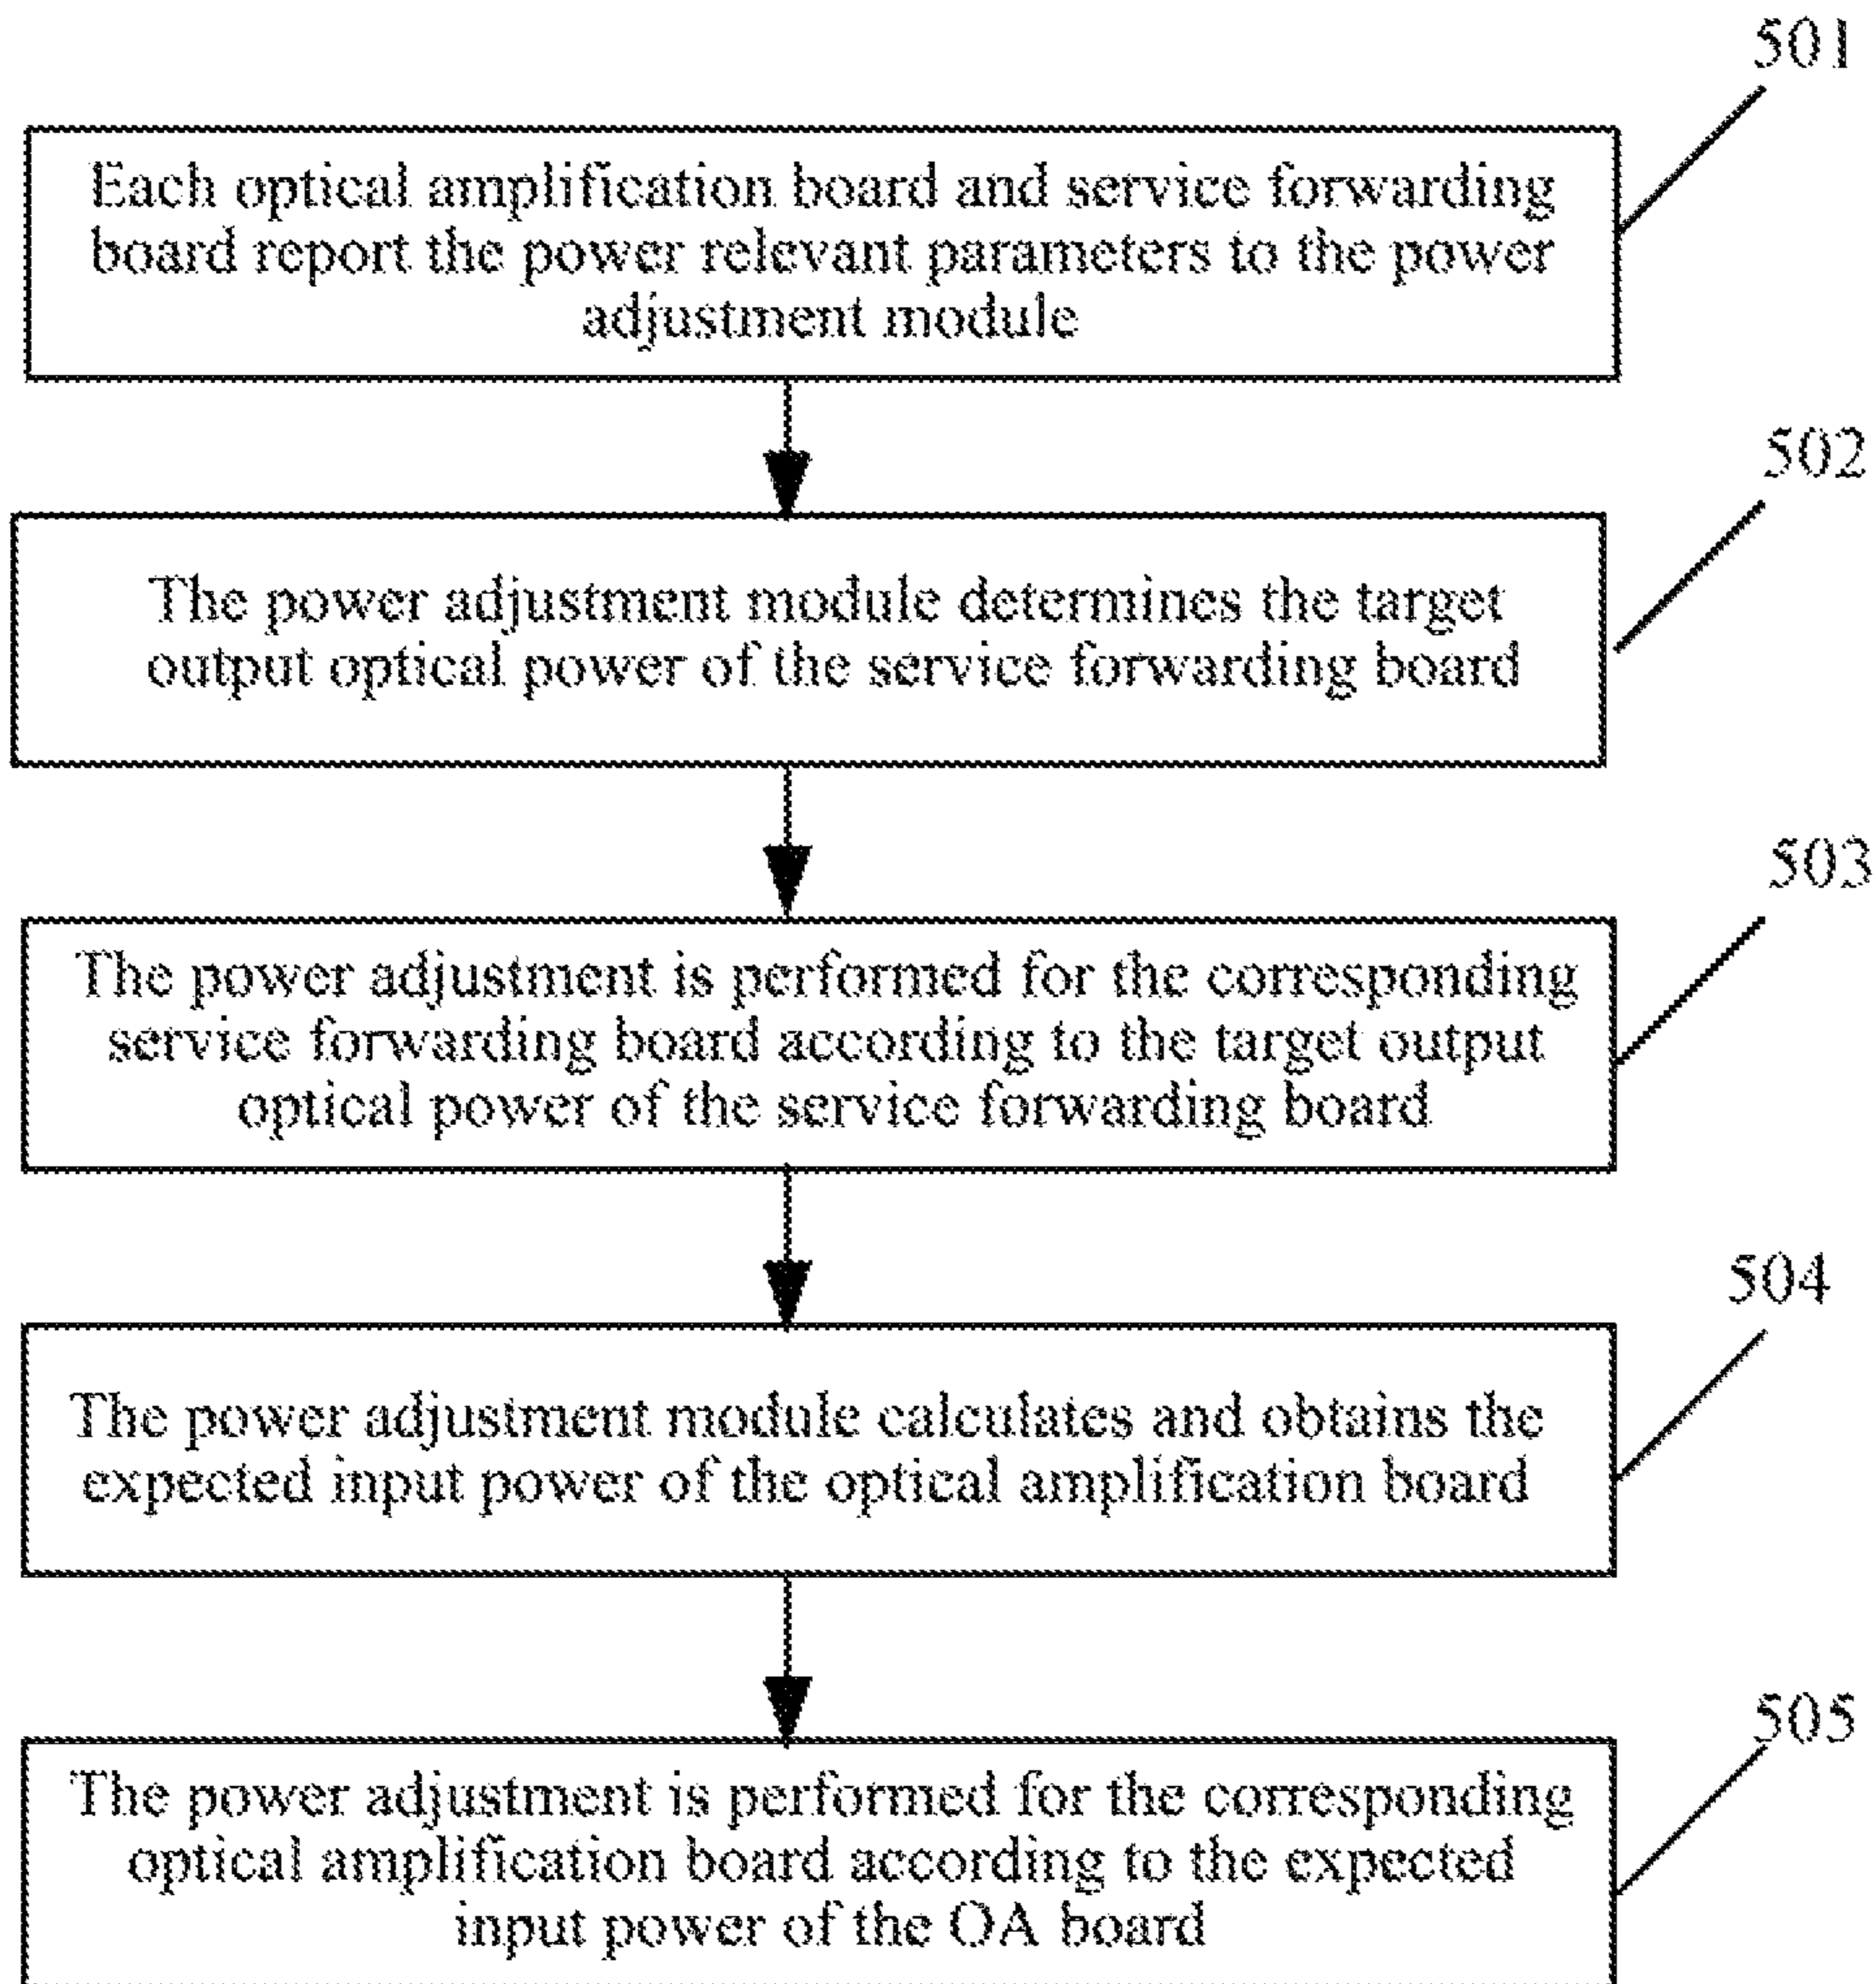 501
Each optical amplification board and service forwarding
board report the power relevant parameters to the power
adjustment module
502
The power adjustment module determines the target
output optical power of the service forwarding board
503
The power adjustment is performed for the corresponding
service forwarding board according to the target output
optical power of the service forwarding board
504
The power adjustment module calculates and obtains the
expected input power of the optical amplification board
505
The power adjustment is performed for the corresponding
optical amplification board according to the expected
input power of the OA board